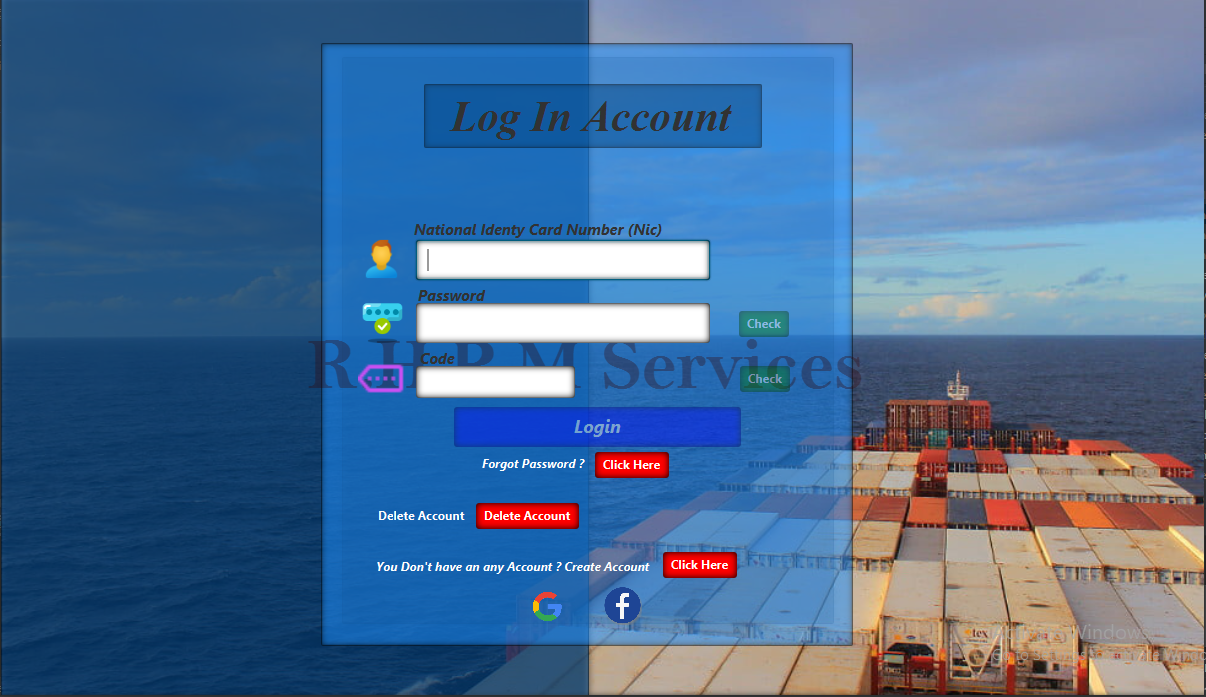 Log In Account
National Identy Card Number (Nic)
Password
Check
R.H.R.M Services
Code
Check
Login
Forgot Password ? Click Here
Delete Account Delete Account
You Don't have an any Account ? Create Account Click Here
tex
Windows